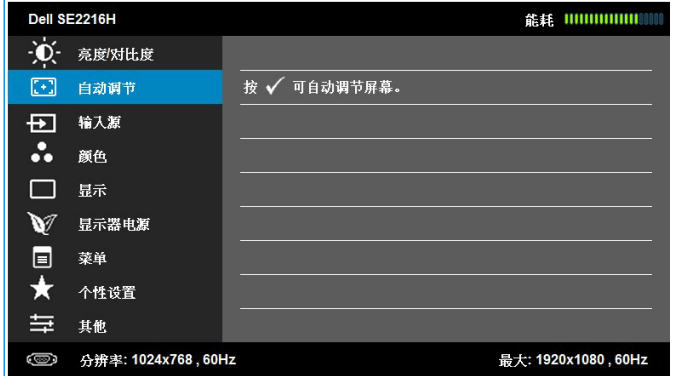 Dell SE2216H 能耗
亮度/对比度
自动调节 按 ✓ 可自动调节屏幕。
输入源
颜色
显示
显示器电源
菜单
个性设置
其他
分辨率: 1024x768 , 60Hz 最大: 1920x1080 , 60Hz